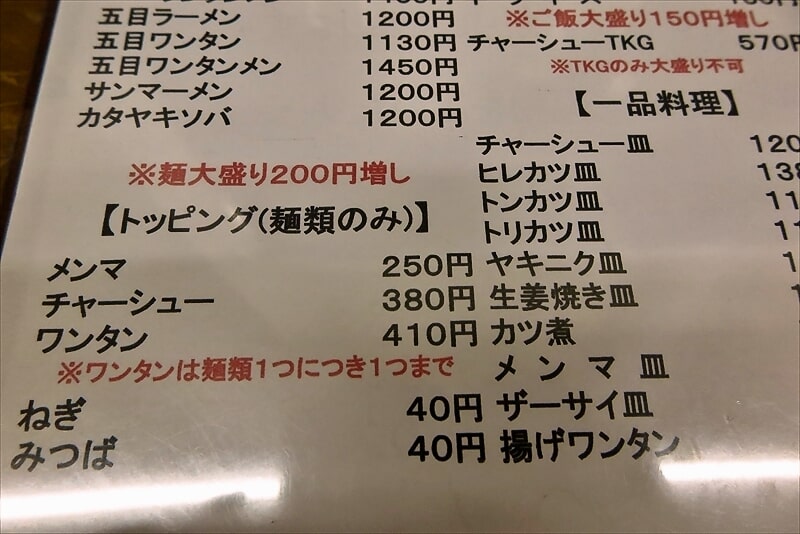 五目ラーメン 1200円
五目ワンタン 1130円
五目ワンタンメン 1450円
サンマーメン 1200円
カタヤキソバ 1200円
※麺大盛り200円増し
【トッピング(麺類のみ)】
メンマ 250円
チャーシュー 380円
ワンタン 410円
※ワンタンは麺類1つにつき1つまで
ねぎ 40円
みつば 40円
※ご飯大盛り150円増し
チャーシューTKG 570円
※TKGのみ大盛り不可
【一品料理】
チャーシュー皿
ヒレカツ皿
トンカツ皿
トリカツ皿
ヤキニク皿
生姜焼き皿
カツ煮
メンマ皿
ザーサイ皿
揚げワンタン